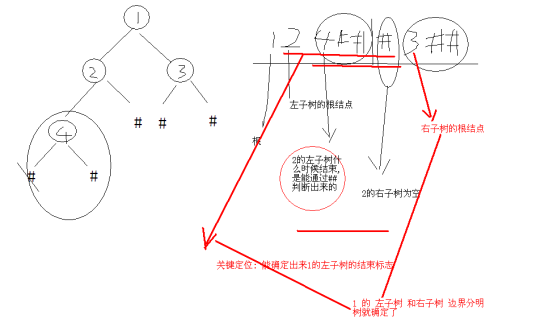 1
1 2 4 # # # 3 # #
2
3
4
# # #
# #
左子树的根结点
根
右子树的根结点
2的左子树什
么时候结束,
是能通过##
判断出来的
2的右子树为空
关键定位: 能确定出来1的左子树的结束标志
1 的 左子树 和右子树 边界分明
树就确定了